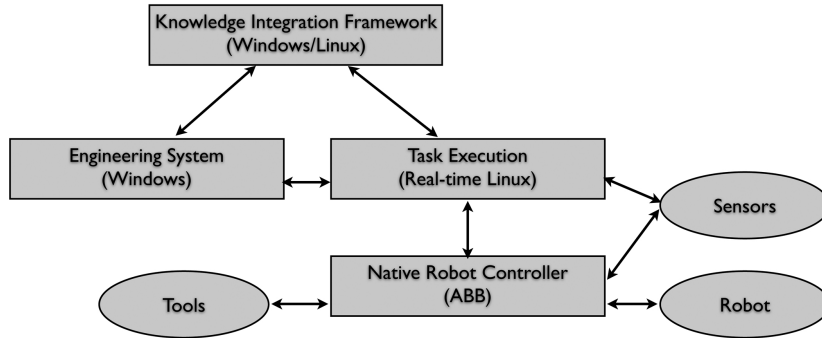 Knowledge Integration Framework
(Windows/Linux)
Engineering System
(Windows)
Task Execution
(Real-time Linux)
Sensors
Native Robot Controller
(ABB)
Tools
Robot